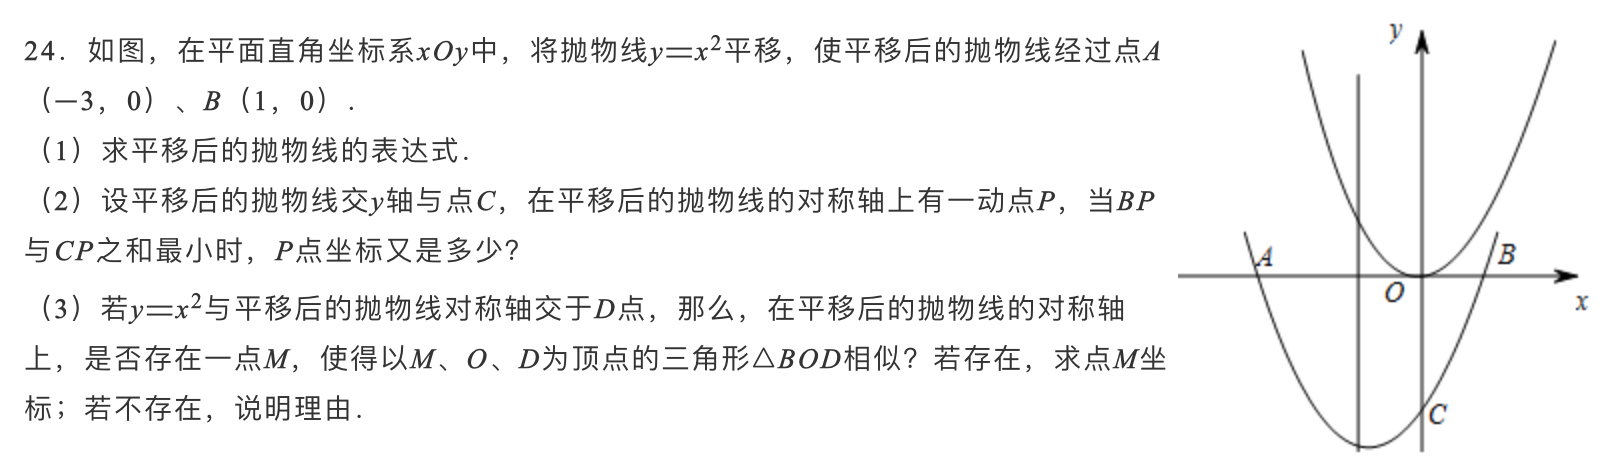 24．如图，在平面直角坐标系xOy中，将抛物线y＝x²平移，使平移后的抛物线经过点A
（－3，0）、B（1，0）．
（1）求平移后的抛物线的表达式．
（2）设平移后的抛物线交y轴与点C，在平移后的抛物线的对称轴上有一动点P，当BP
与CP之和最小时，P点坐标又是多少？
（3）若y＝x²与平移后的抛物线对称轴交于D点，那么，在平移后的抛物线的对称轴
上，是否存在一点M，使得以M、O、D为顶点的三角形△BOD相似？若存在，求点M坐
标；若不存在，说明理由．
y
A
B
O
x
C